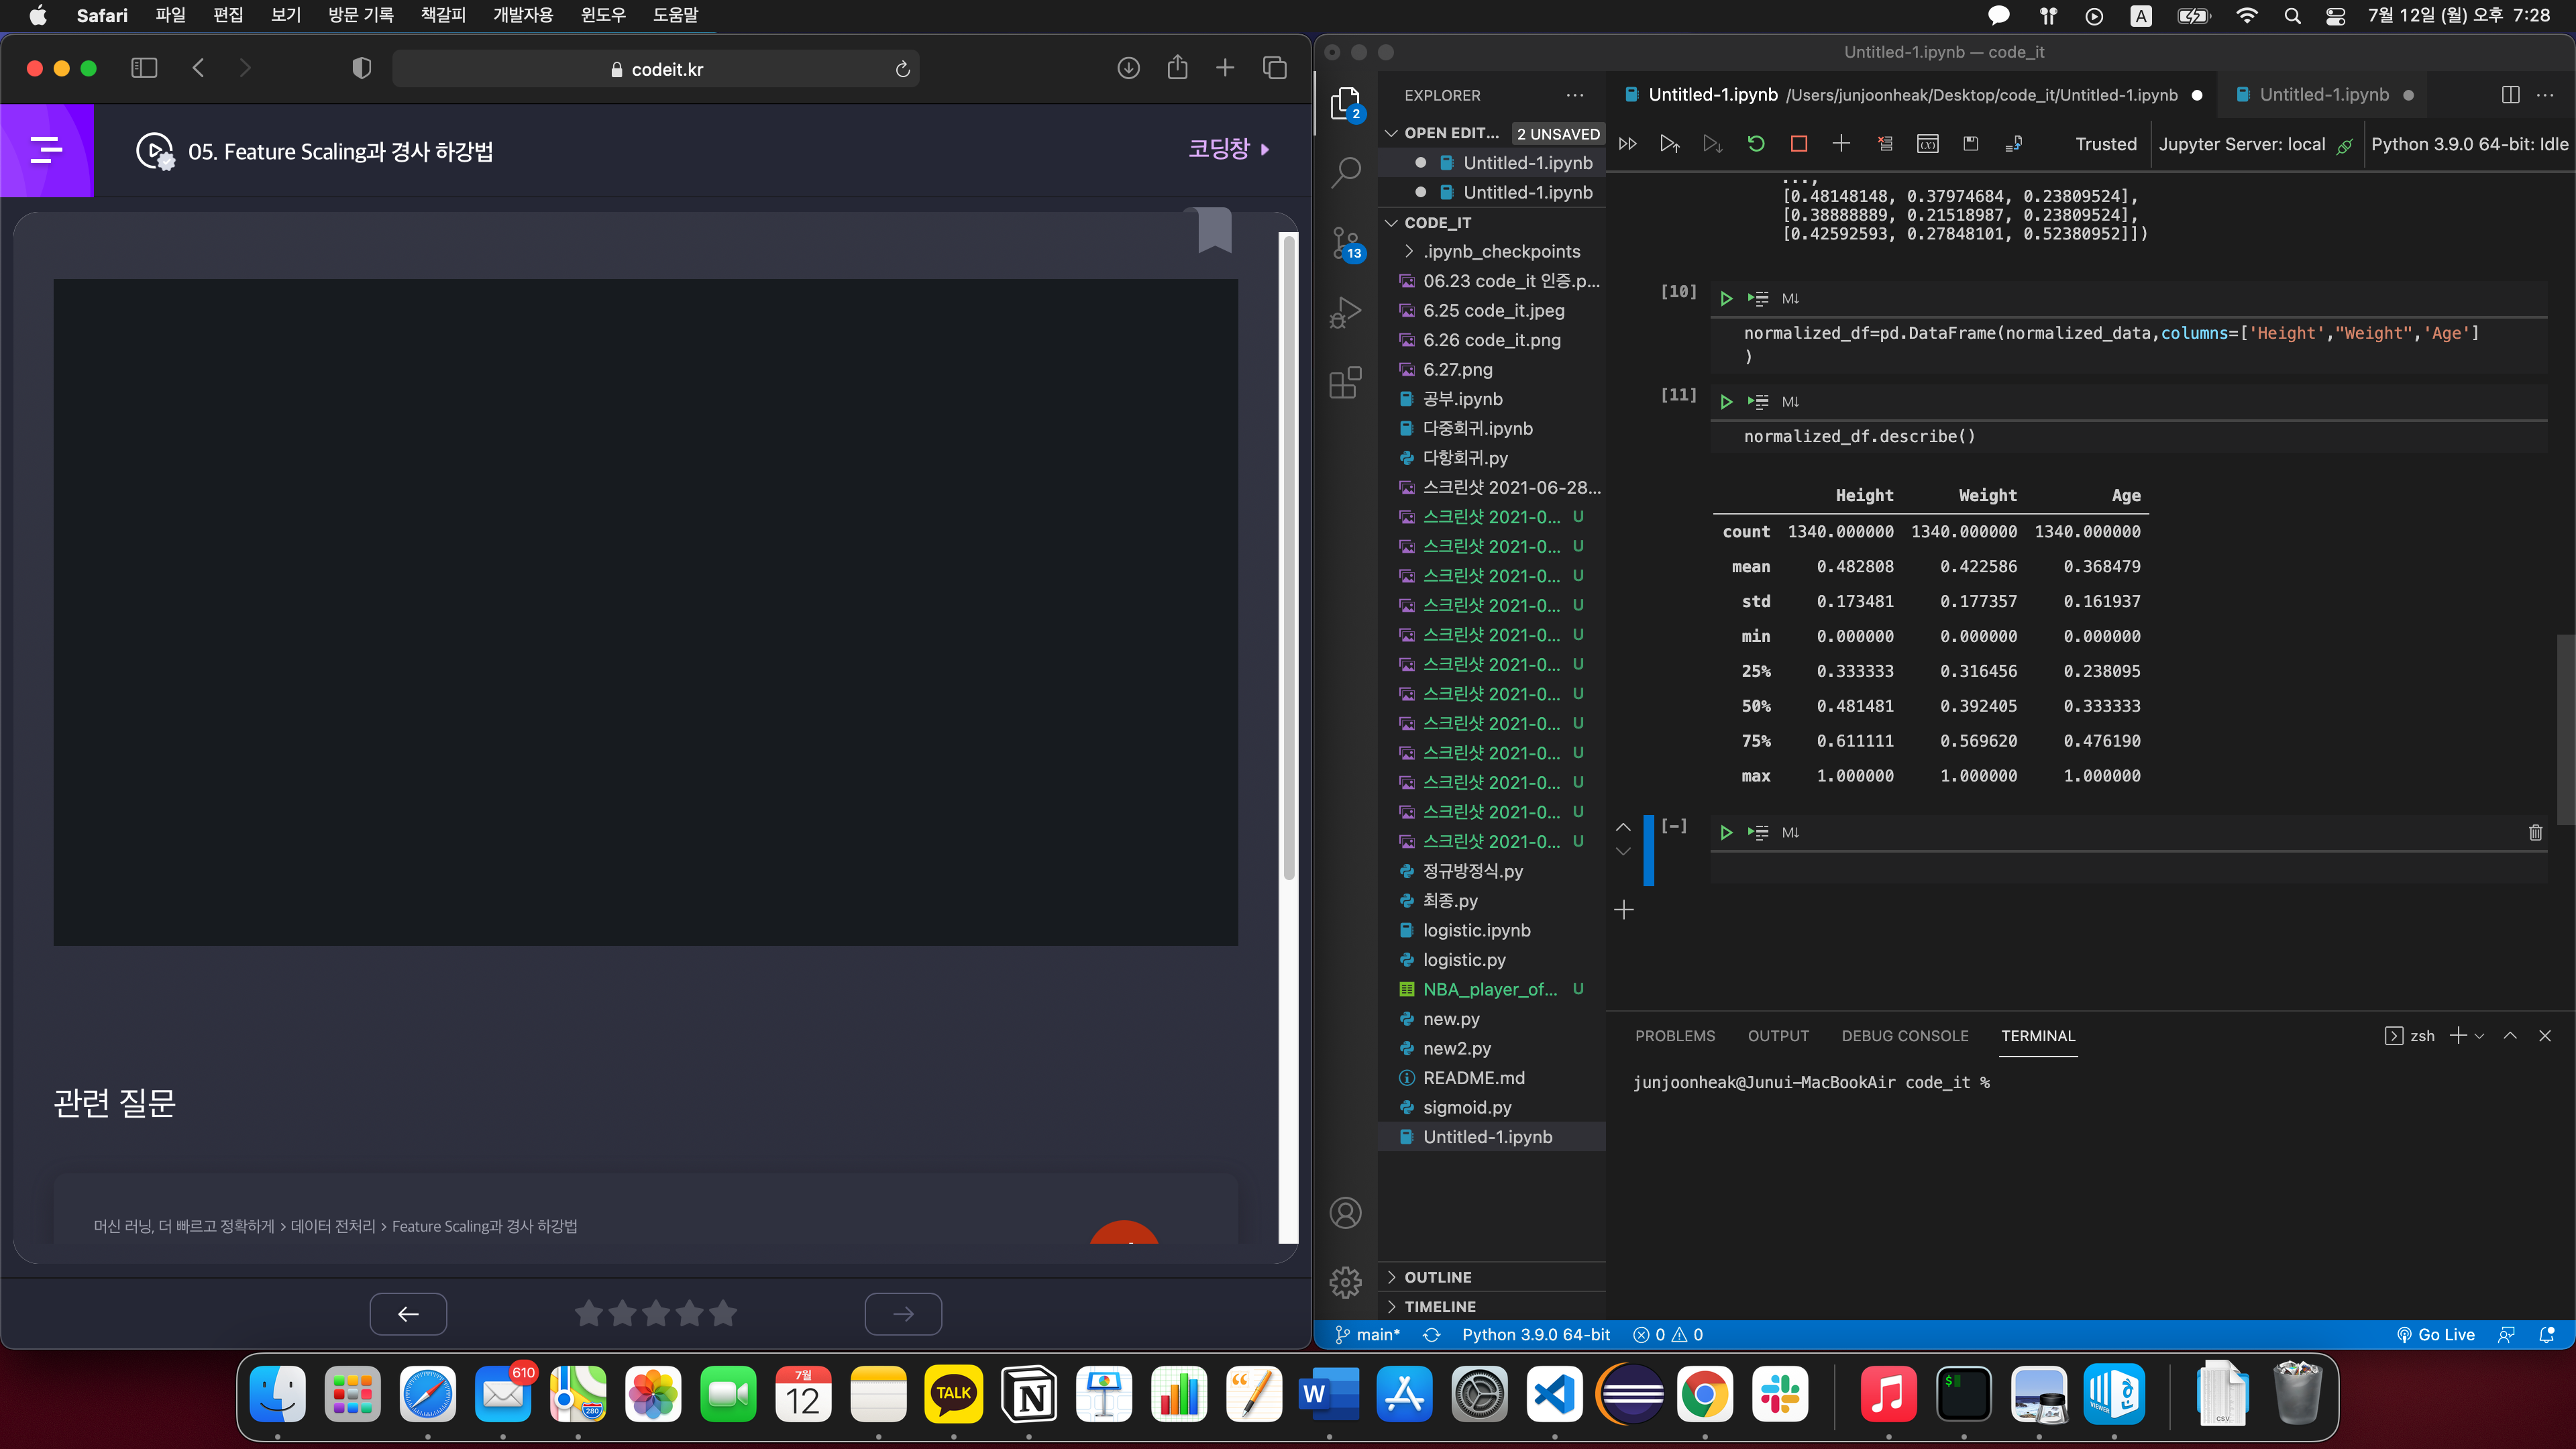 Safari 파일 편집 보기 방문 기록 책갈피 개발자용 윈도우 도움말
A 7월 12일 (월) 오후 7:28
codeit.kr
05. Feature Scaling과 경사 하강법
코딩창
관련 질문
머신 러닝, 더 빠르고 정확하게 > 데이터 전처리 > Feature Scaling과 경사 하강법
Untitled-1.ipynb — code_it
2
13
EXPLORER
OPEN EDIT... 2 UNSAVED
Untitled-1.ipynb
Untitled-1.ipynb
CODE_IT
.ipynb_checkpoints
06.23 code_it 인증.p...
6.25 code_it.jpeg
6.26 code_it.png
6.27.png
공부.ipynb
다중회귀.ipynb
다항회귀.py
스크린샷 2021-06-28...
스크린샷 2021-0... U
스크린샷 2021-0... U
스크린샷 2021-0... U
스크린샷 2021-0... U
스크린샷 2021-0... U
스크린샷 2021-0... U
스크린샷 2021-0... U
스크린샷 2021-0... U
스크린샷 2021-0... U
스크린샷 2021-0... U
스크린샷 2021-0... U
스크린샷 2021-0... U
정규방정식.py
최종.py
logistic.ipynb
logistic.py
NBA_player_of... U
new.py
new2.py
README.md
sigmoid.py
Untitled-1.ipynb
OUTLINE
TIMELINE
Untitled-1.ipynb /Users/junjoonheak/Desktop/code_it/Untitled-1.ipynb
Untitled-1.ipynb
Trusted Jupyter Server: local Python 3.9.0 64-bit: Idle
...,
[0.48148148, 0.37974684, 0.23809524],
[0.38888889, 0.21518987, 0.23809524],
[0.42592593, 0.27848101, 0.52380952]])
[10] M↓
normalized_df=pd.DataFrame(normalized_data,columns=['Height',"Weight",'Age']
)
[11] M↓
normalized_df.describe()
Height Weight Age
count 1340.000000 1340.000000 1340.000000
mean 0.482808 0.422586 0.368479
std 0.173481 0.177357 0.161937
min 0.000000 0.000000 0.000000
25% 0.333333 0.316456 0.238095
50% 0.481481 0.392405 0.333333
75% 0.611111 0.569620 0.476190
max 1.000000 1.000000 1.000000
[-] M↓
PROBLEMS OUTPUT DEBUG CONSOLE TERMINAL
zsh
junjoonheak@Junui-MacBookAir code_it %
main* Python 3.9.0 64-bit 0 0
Go Live
610
280
7월
12
TALK
N
W
$
VIEWER
한
CSV